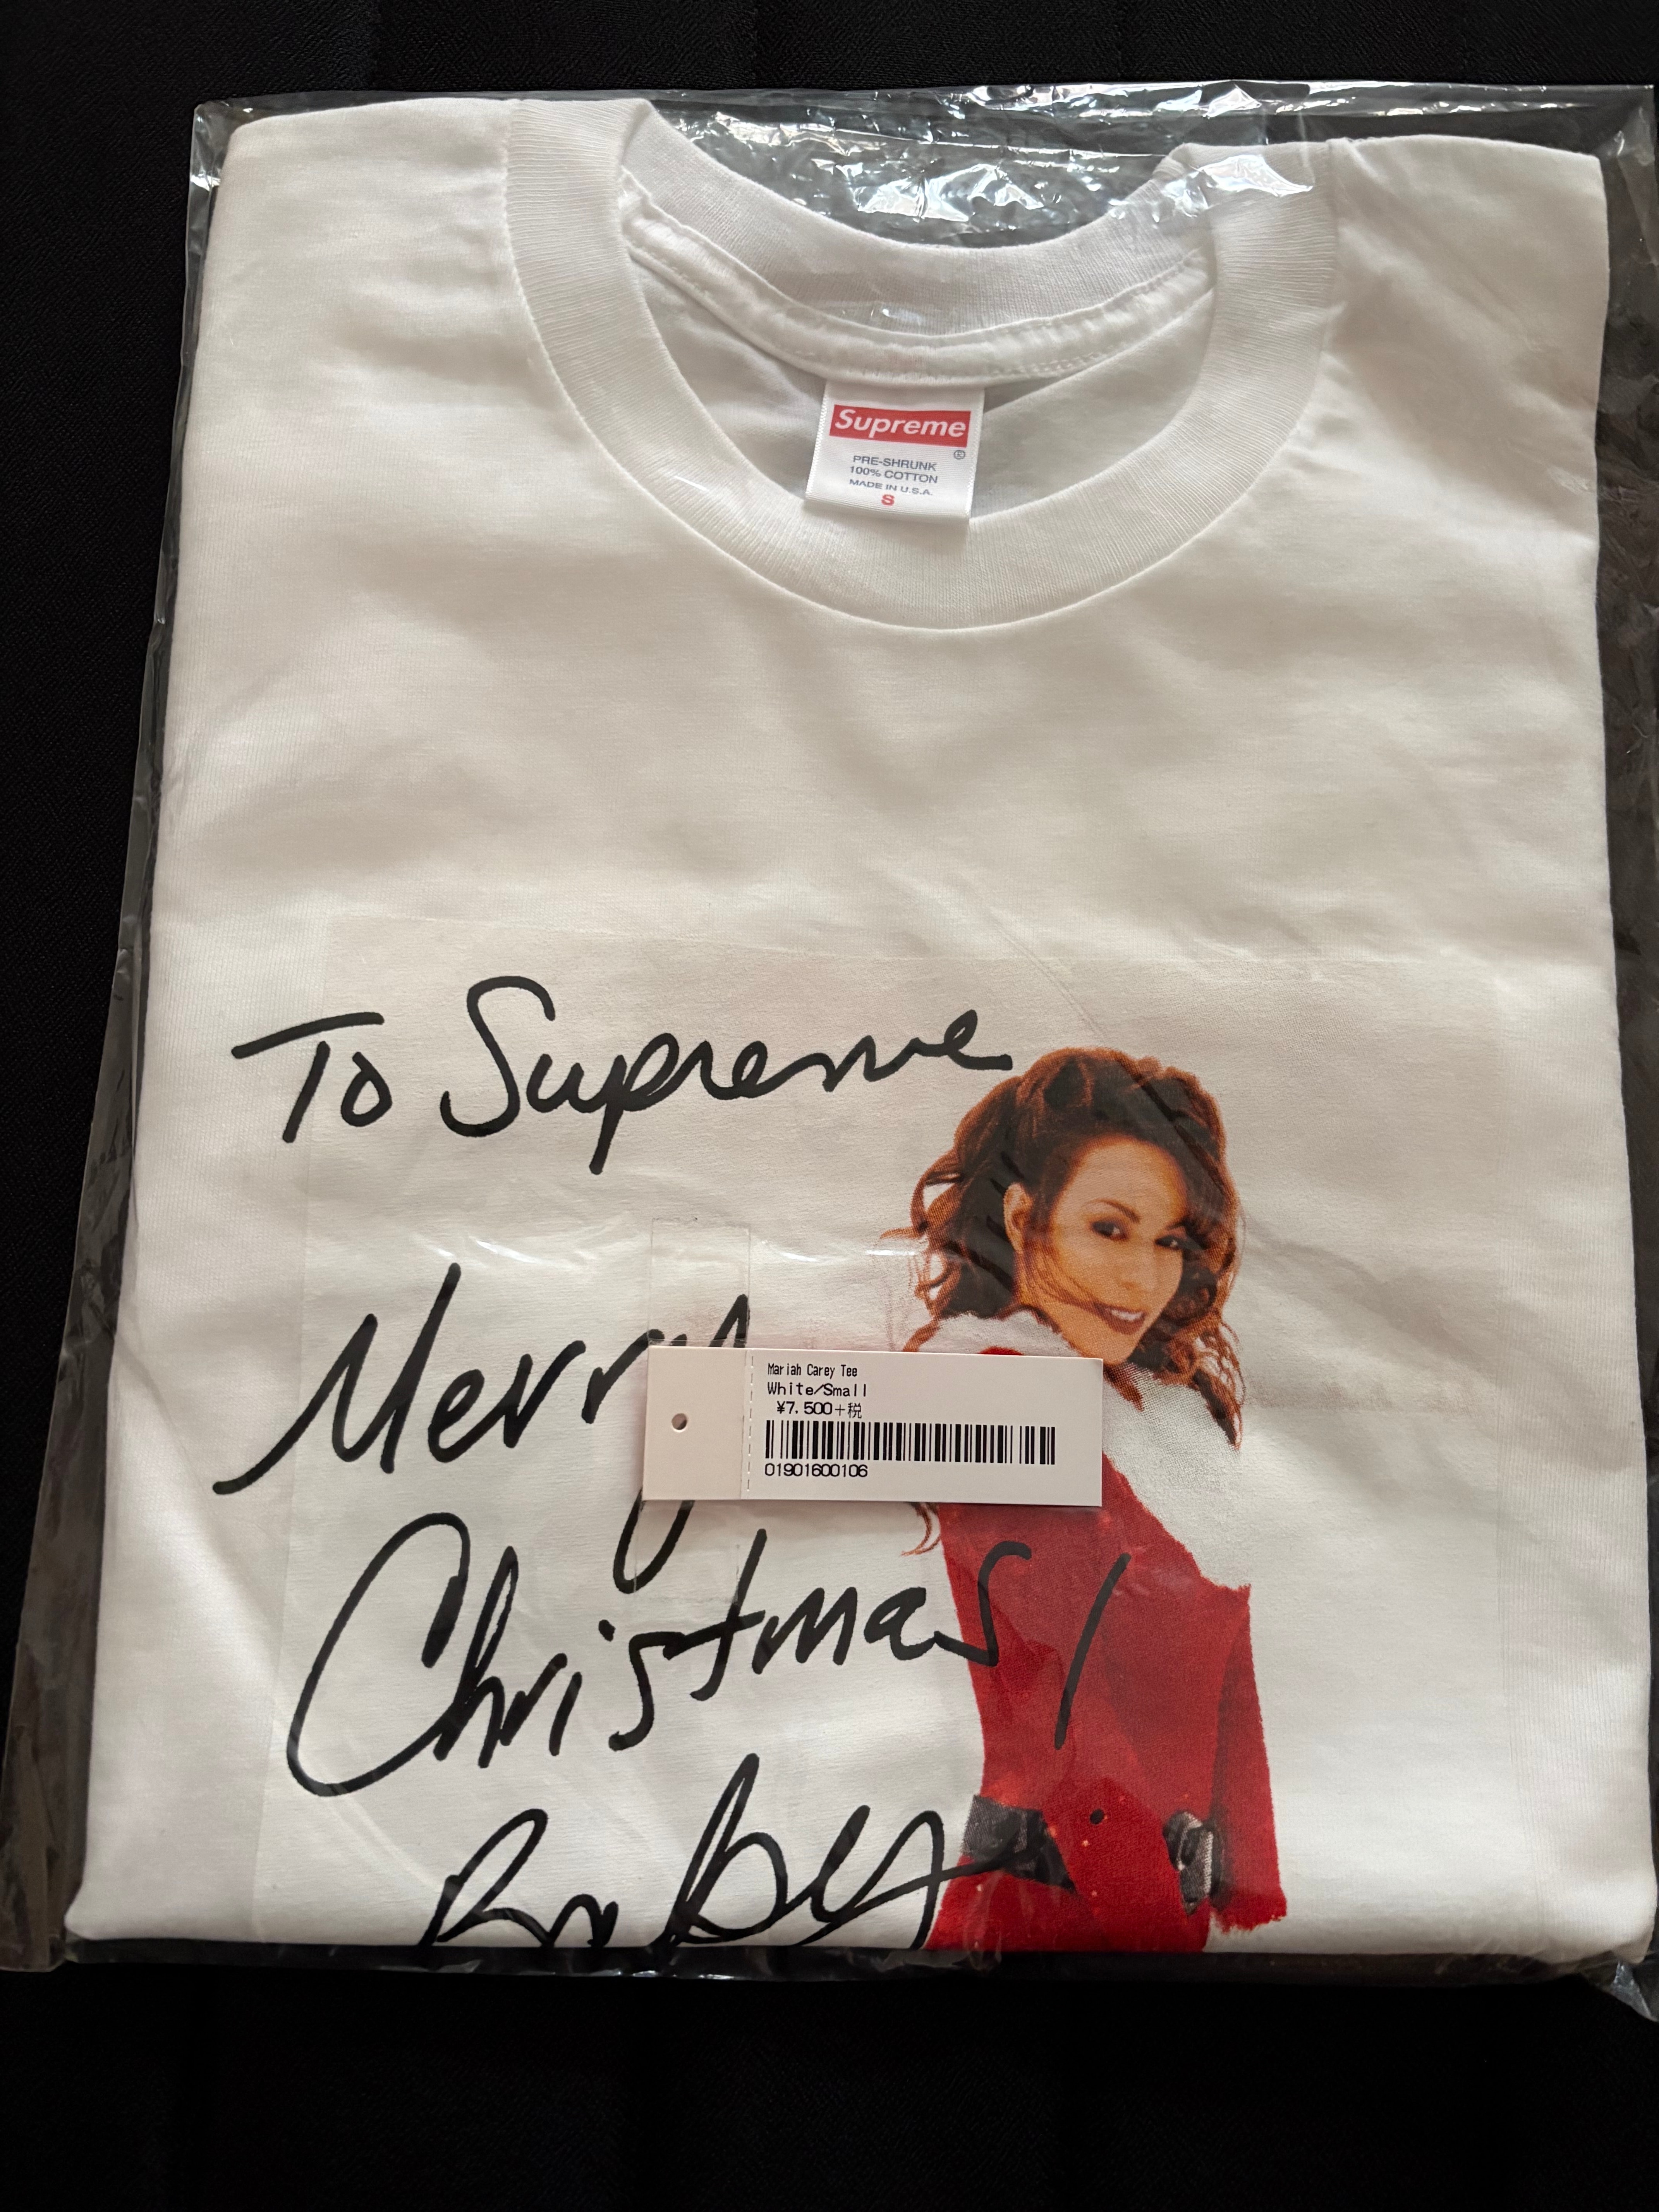 Supreme
®
PRE-SHRUNK
100% COTTON
MADE IN U.S.A.
S
To Supreme
Merry
Mariah Carey Tee
White/Small
¥7.500+税
01901600106
Christmas!
Baby